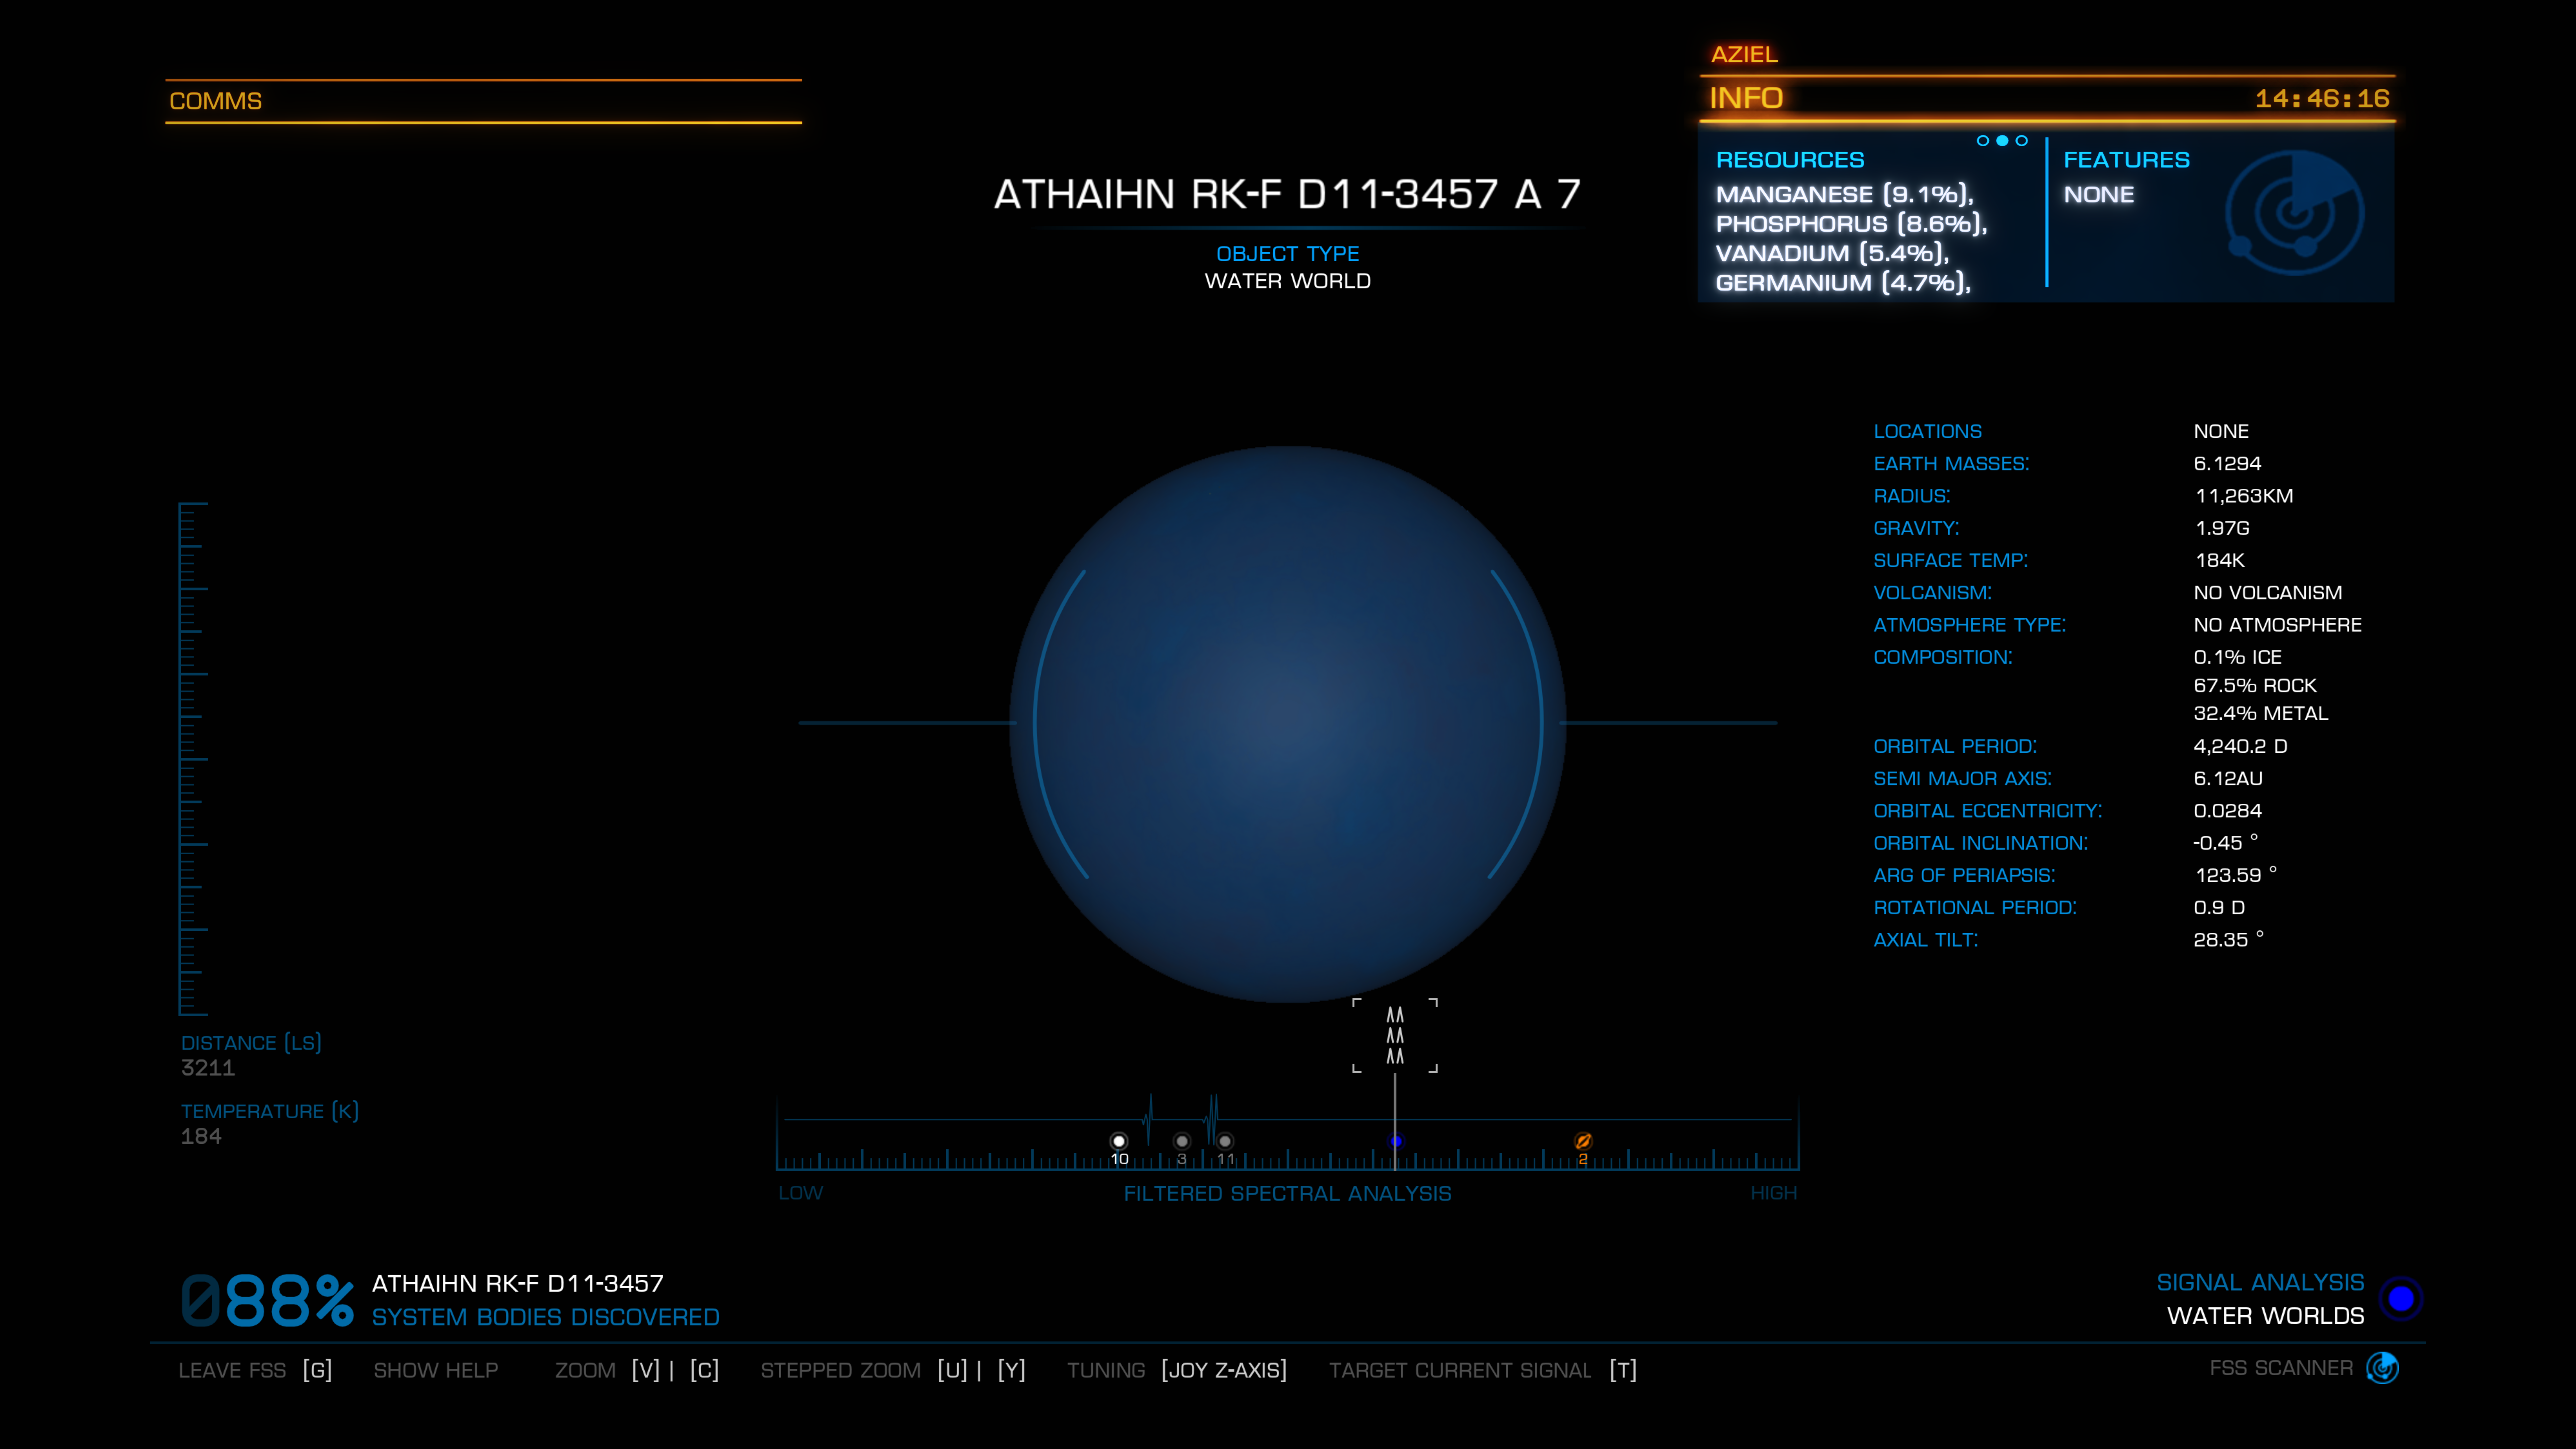 AZIEL
COMMS
INFO 14:46:16
RESOURCES
MANGANESE (9.1%),
PHOSPHORUS (8.6%),
VANADIUM (5.4%),
GERMANIUM (4.7%),
FEATURES
NONE
ATHAIHN RK-F D11-3457 A 7
OBJECT TYPE
WATER WORLD
LOCATIONS NONE
EARTH MASSES: 6.1294
RADIUS: 11,263KM
GRAVITY: 1.97G
SURFACE TEMP: 184K
VOLCANISM: NO VOLCANISM
ATMOSPHERE TYPE: NO ATMOSPHERE
COMPOSITION: 0.1% ICE
67.5% ROCK
32.4% METAL
ORBITAL PERIOD: 4,240.2 D
SEMI MAJOR AXIS: 6.12AU
ORBITAL ECCENTRICITY: 0.0284
ORBITAL INCLINATION: -0.45 °
ARG OF PERIAPSIS: 123.59 °
ROTATIONAL PERIOD: 0.9 D
AXIAL TILT: 28.35 °
DISTANCE (LS)
3211
TEMPERATURE (K)
184
10 3 11 2
LOW FILTERED SPECTRAL ANALYSIS HIGH
088% ATHAIHN RK-F D11-3457
SYSTEM BODIES DISCOVERED
SIGNAL ANALYSIS
WATER WORLDS
LEAVE FSS [G] SHOW HELP ZOOM [V] | [C] STEPPED ZOOM [U] | [Y] TUNING [JOY Z-AXIS] TARGET CURRENT SIGNAL [T] FSS SCANNER